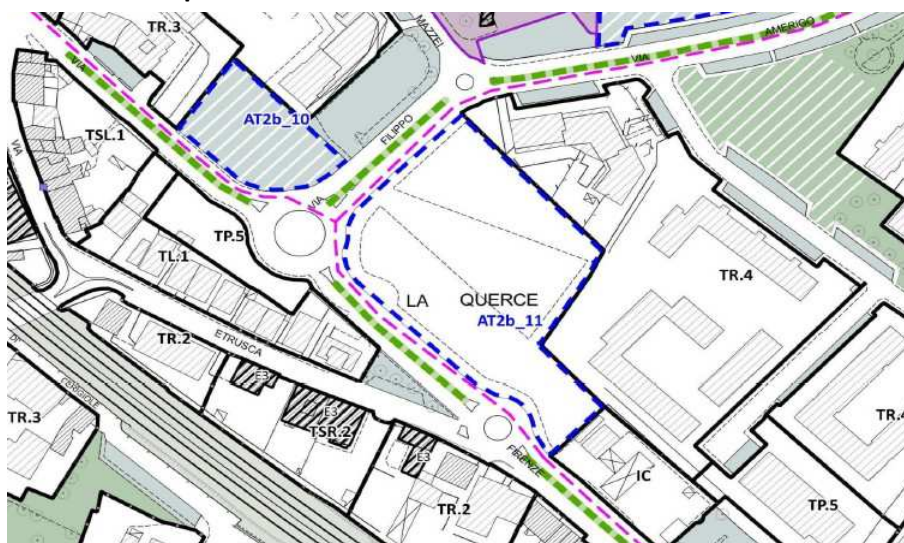 TR.3
MAZZEI
VIA
AMERIGO
VIA
AT2b_10
FILIPPO
TSL.1
VIA
VIA
TP.5
TL.1
TR.4
LA QUERCE
AT2b_11
TR.2
ETRUSCA
E3
TR.3
E3
TSR.2
TR.4
E3
FIRENZE
IC
TR.2
TP.5